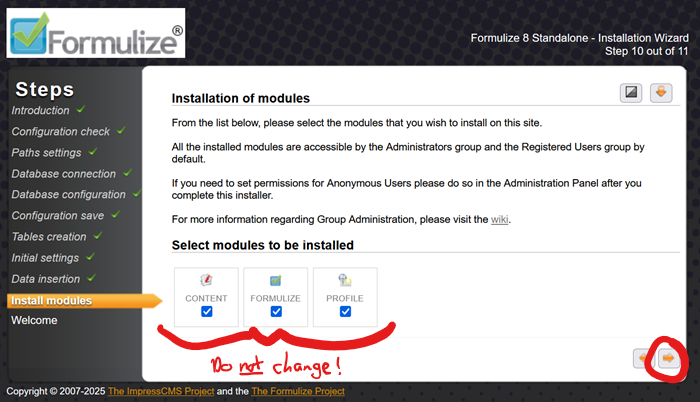 Formulize®
Formulize 8 Standalone - Installation Wizard
Step 10 out of 11
Steps
Introduction
Configuration check
Paths settings
Database connection
Database configuration
Configuration save
Tables creation
Initial settings
Data insertion
Install modules
Welcome
Installation of modules
From the list below, please select the modules that you wish to install on this site.
All the installed modules are accessible by the Administrators group and the Registered Users group by
default.
If you need to set permissions for Anonymous Users please do so in the Administration Panel after you
complete this installer.
For more information regarding Group Administration, please visit the wiki.
Select modules to be installed
CONTENT FORMULIZE PROFILE
Do not change!
Copyright © 2007-2025 The ImpressCMS Project and the The Formulize Project